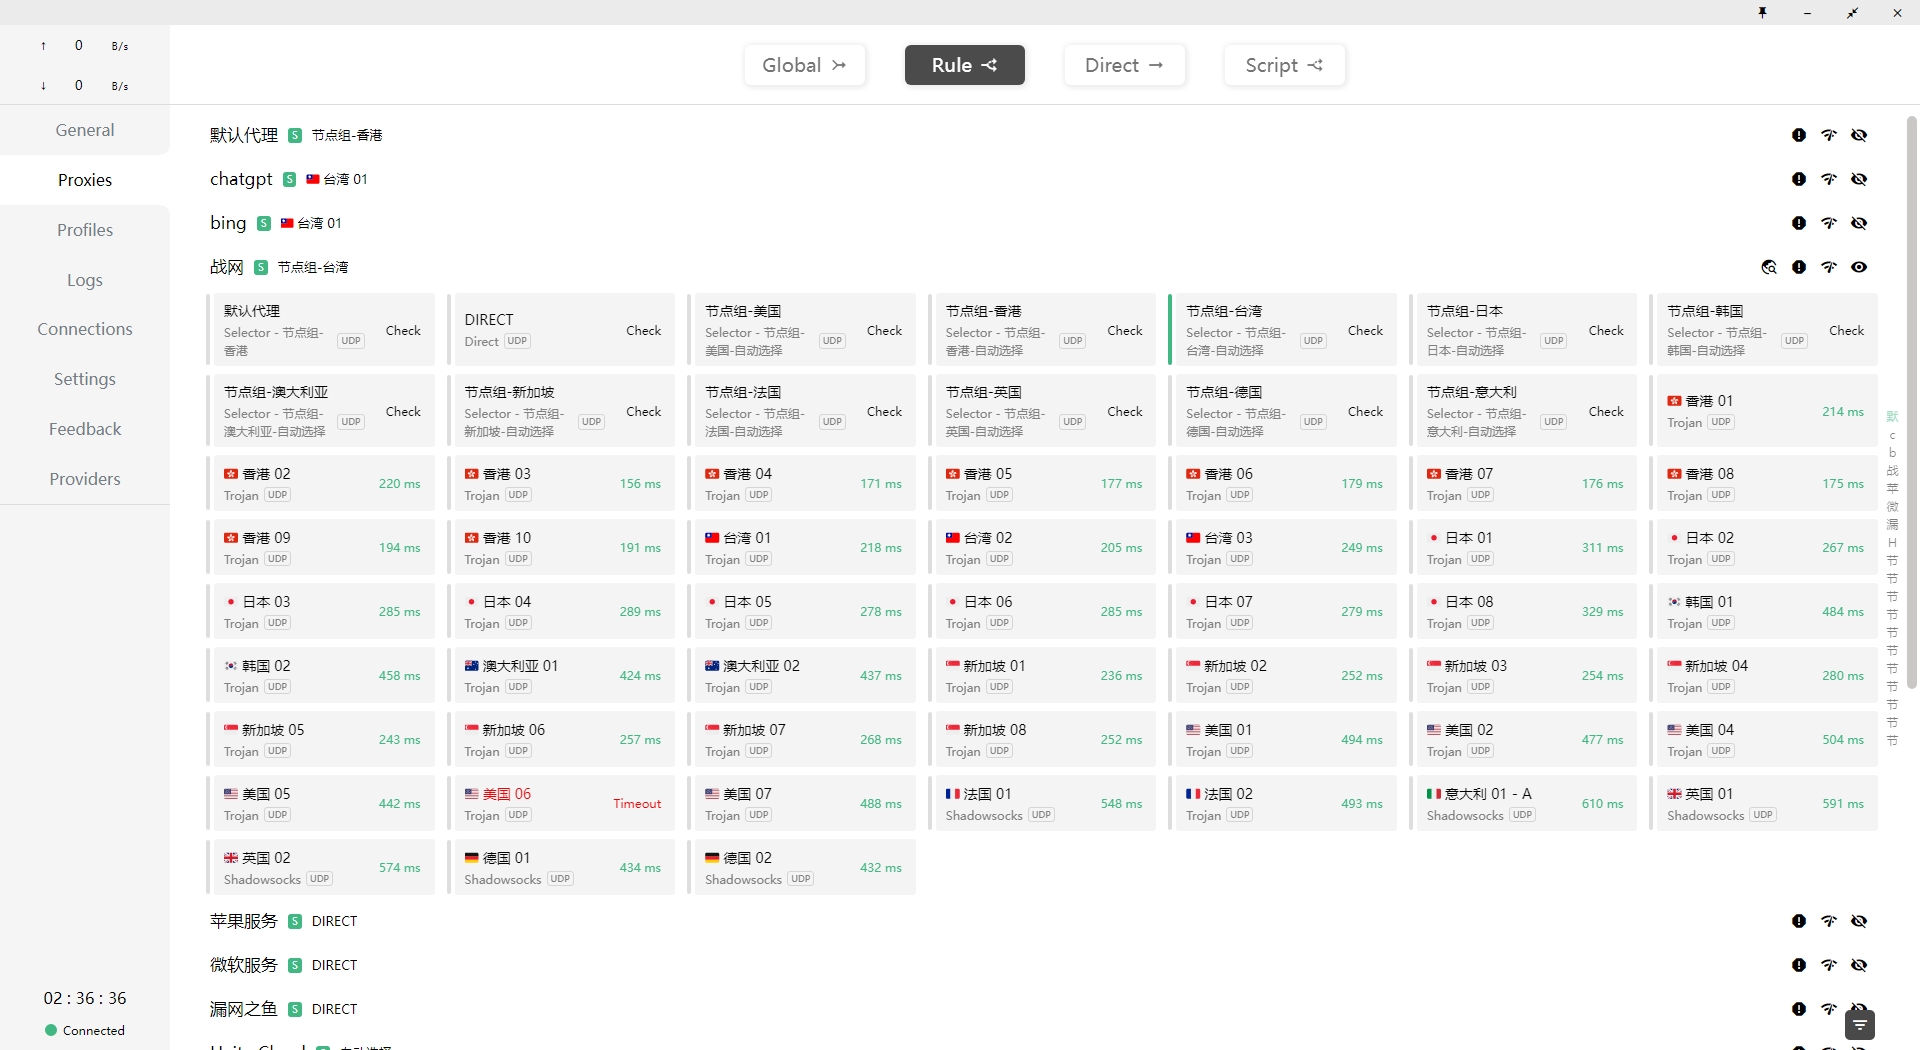 ↑ 0 B/s
↓ 0 B/s
Global
Rule
Direct
Script
General
Proxies
Profiles
Logs
Connections
Settings
Feedback
Providers
02 : 36 : 36
Connected
默认代理 S 节点组-香港
chatgpt S 台湾 01
bing S 台湾 01
战网 S 节点组-台湾
默认代理
Selector - 节点组-
香港 UDP
Check
DIRECT
Direct UDP
Check
节点组-美国
Selector - 节点组-
美国-自动选择 UDP
Check
节点组-香港
Selector - 节点组-
香港-自动选择 UDP
Check
节点组-台湾
Selector - 节点组-
台湾-自动选择 UDP
Check
节点组-日本
Selector - 节点组-
日本-自动选择 UDP
Check
节点组-韩国
Selector - 节点组-
韩国-自动选择 UDP
Check
节点组-澳大利亚
Selector - 节点组-
澳大利亚-自动选择 UDP
Check
节点组-新加坡
Selector - 节点组-
新加坡-自动选择 UDP
Check
节点组-法国
Selector - 节点组-
法国-自动选择 UDP
Check
节点组-英国
Selector - 节点组-
英国-自动选择 UDP
Check
节点组-德国
Selector - 节点组-
德国-自动选择 UDP
Check
节点组-意大利
Selector - 节点组-
意大利-自动选择 UDP
Check
香港 01
Trojan UDP
214 ms
香港 02
Trojan UDP
220 ms
香港 03
Trojan UDP
156 ms
香港 04
Trojan UDP
171 ms
香港 05
Trojan UDP
177 ms
香港 06
Trojan UDP
179 ms
香港 07
Trojan UDP
176 ms
香港 08
Trojan UDP
175 ms
香港 09
Trojan UDP
194 ms
香港 10
Trojan UDP
191 ms
台湾 01
Trojan UDP
218 ms
台湾 02
Trojan UDP
205 ms
台湾 03
Trojan UDP
249 ms
日本 01
Trojan UDP
311 ms
日本 02
Trojan UDP
267 ms
日本 03
Trojan UDP
285 ms
日本 04
Trojan UDP
289 ms
日本 05
Trojan UDP
278 ms
日本 06
Trojan UDP
285 ms
日本 07
Trojan UDP
279 ms
日本 08
Trojan UDP
329 ms
韩国 01
Trojan UDP
484 ms
韩国 02
Trojan UDP
458 ms
澳大利亚 01
Trojan UDP
424 ms
澳大利亚 02
Trojan UDP
437 ms
新加坡 01
Trojan UDP
236 ms
新加坡 02
Trojan UDP
252 ms
新加坡 03
Trojan UDP
254 ms
新加坡 04
Trojan UDP
280 ms
新加坡 05
Trojan UDP
243 ms
新加坡 06
Trojan UDP
257 ms
新加坡 07
Trojan UDP
268 ms
新加坡 08
Trojan UDP
252 ms
美国 01
Trojan UDP
494 ms
美国 02
Trojan UDP
477 ms
美国 04
Trojan UDP
504 ms
美国 05
Trojan UDP
442 ms
美国 06
Trojan UDP
Timeout
美国 07
Trojan UDP
488 ms
法国 01
Shadowsocks UDP
548 ms
法国 02
Trojan UDP
493 ms
意大利 01 - A
Shadowsocks UDP
610 ms
英国 01
Shadowsocks UDP
591 ms
英国 02
Shadowsocks UDP
574 ms
德国 01
Shadowsocks UDP
434 ms
德国 02
Shadowsocks UDP
432 ms
苹果服务 S DIRECT
微软服务 S DIRECT
漏网之鱼 S DIRECT
默
c
b
战
苹
微
漏
H
节
节
节
节
节
节
节
节
节
节
节